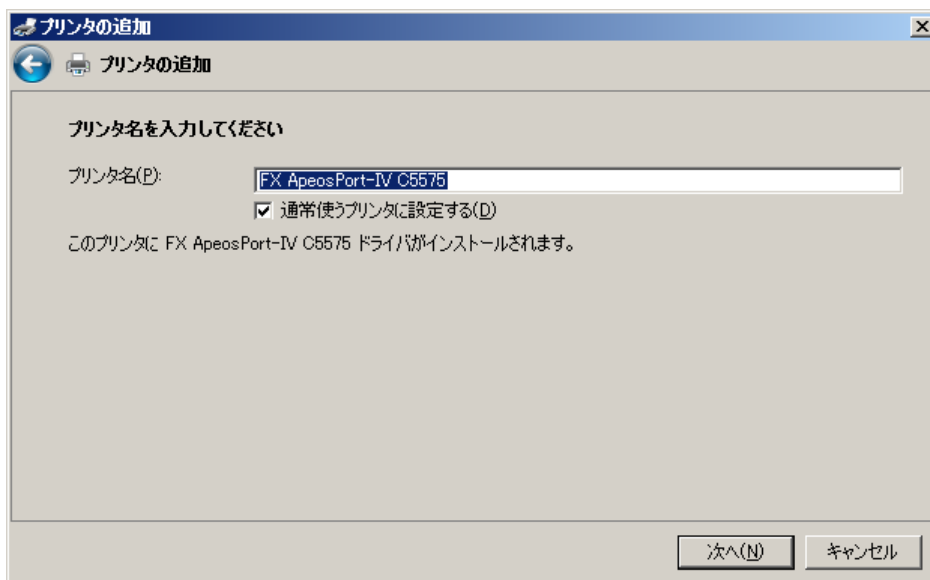 プリンタの追加
プリンタの追加
プリンタ名を入力してください
プリンタ名(P): FX ApeosPort-IV C5575
通常使うプリンタに設定する(D)
このプリンタに FX ApeosPort-IV C5575 ドライバがインストールされます。
次へ(N) キャンセル